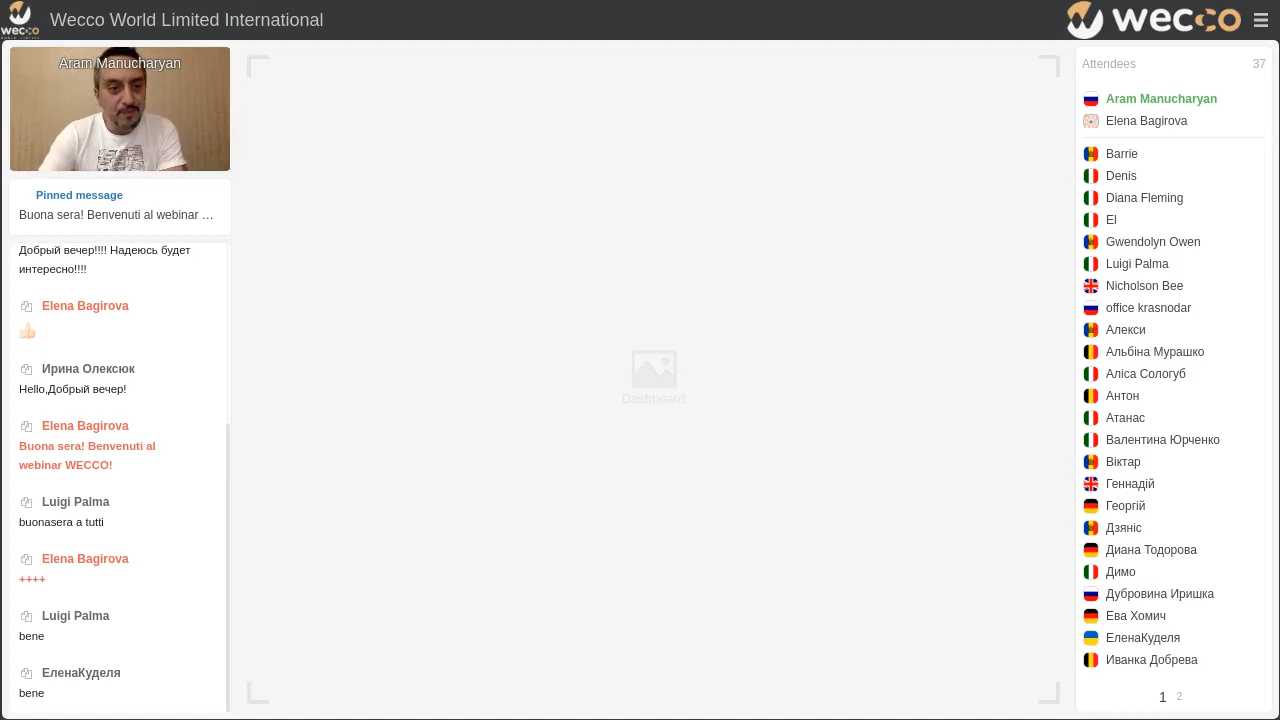 wecco
Wecco World Limited International
wecco
Aram Manucharyan
Pinned message
Buona sera! Benvenuti al webinar …
Добрый вечер!!!! Надеюсь будет
интересно!!!!
Elena Bagirova
Ирина Олексюк
Hello,Добрый вечер!
Elena Bagirova
Buona sera! Benvenuti al
webinar WECCO!
Luigi Palma
buonasera a tutti
Elena Bagirova
++++
Luigi Palma
bene
ЕленаКуделя
bene
Dashboard
Attendees 37
Aram Manucharyan
Elena Bagirova
Barrie
Denis
Diana Fleming
El
Gwendolyn Owen
Luigi Palma
Nicholson Bee
office krasnodar
Алекси
Альбіна Мурашко
Аліса Сологуб
Антон
Атанас
Валентина Юрченко
Віктар
Геннадій
Георгій
Дзяніс
Диана Тодорова
Димо
Дубровина Иришка
Ева Хомич
ЕленаКуделя
Иванка Добрева
1 2